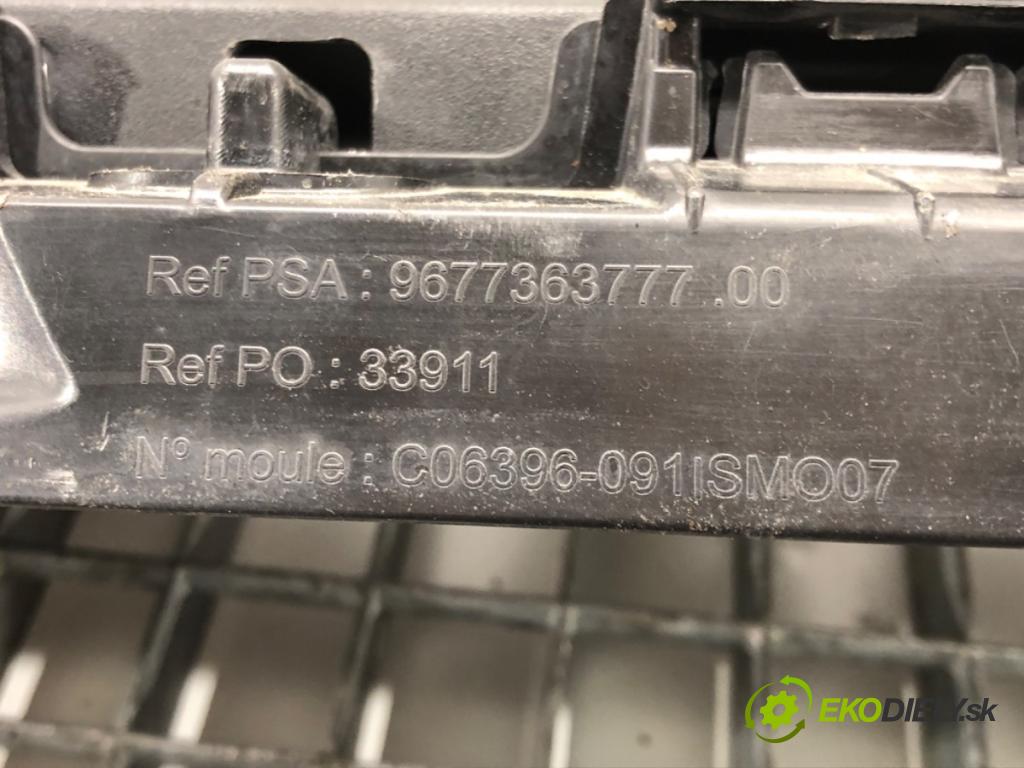 Ref PSA : 9677363777 .00
Ref PO : 33911
N° moule : C06396-091ISMO07
EKODIELY.sk